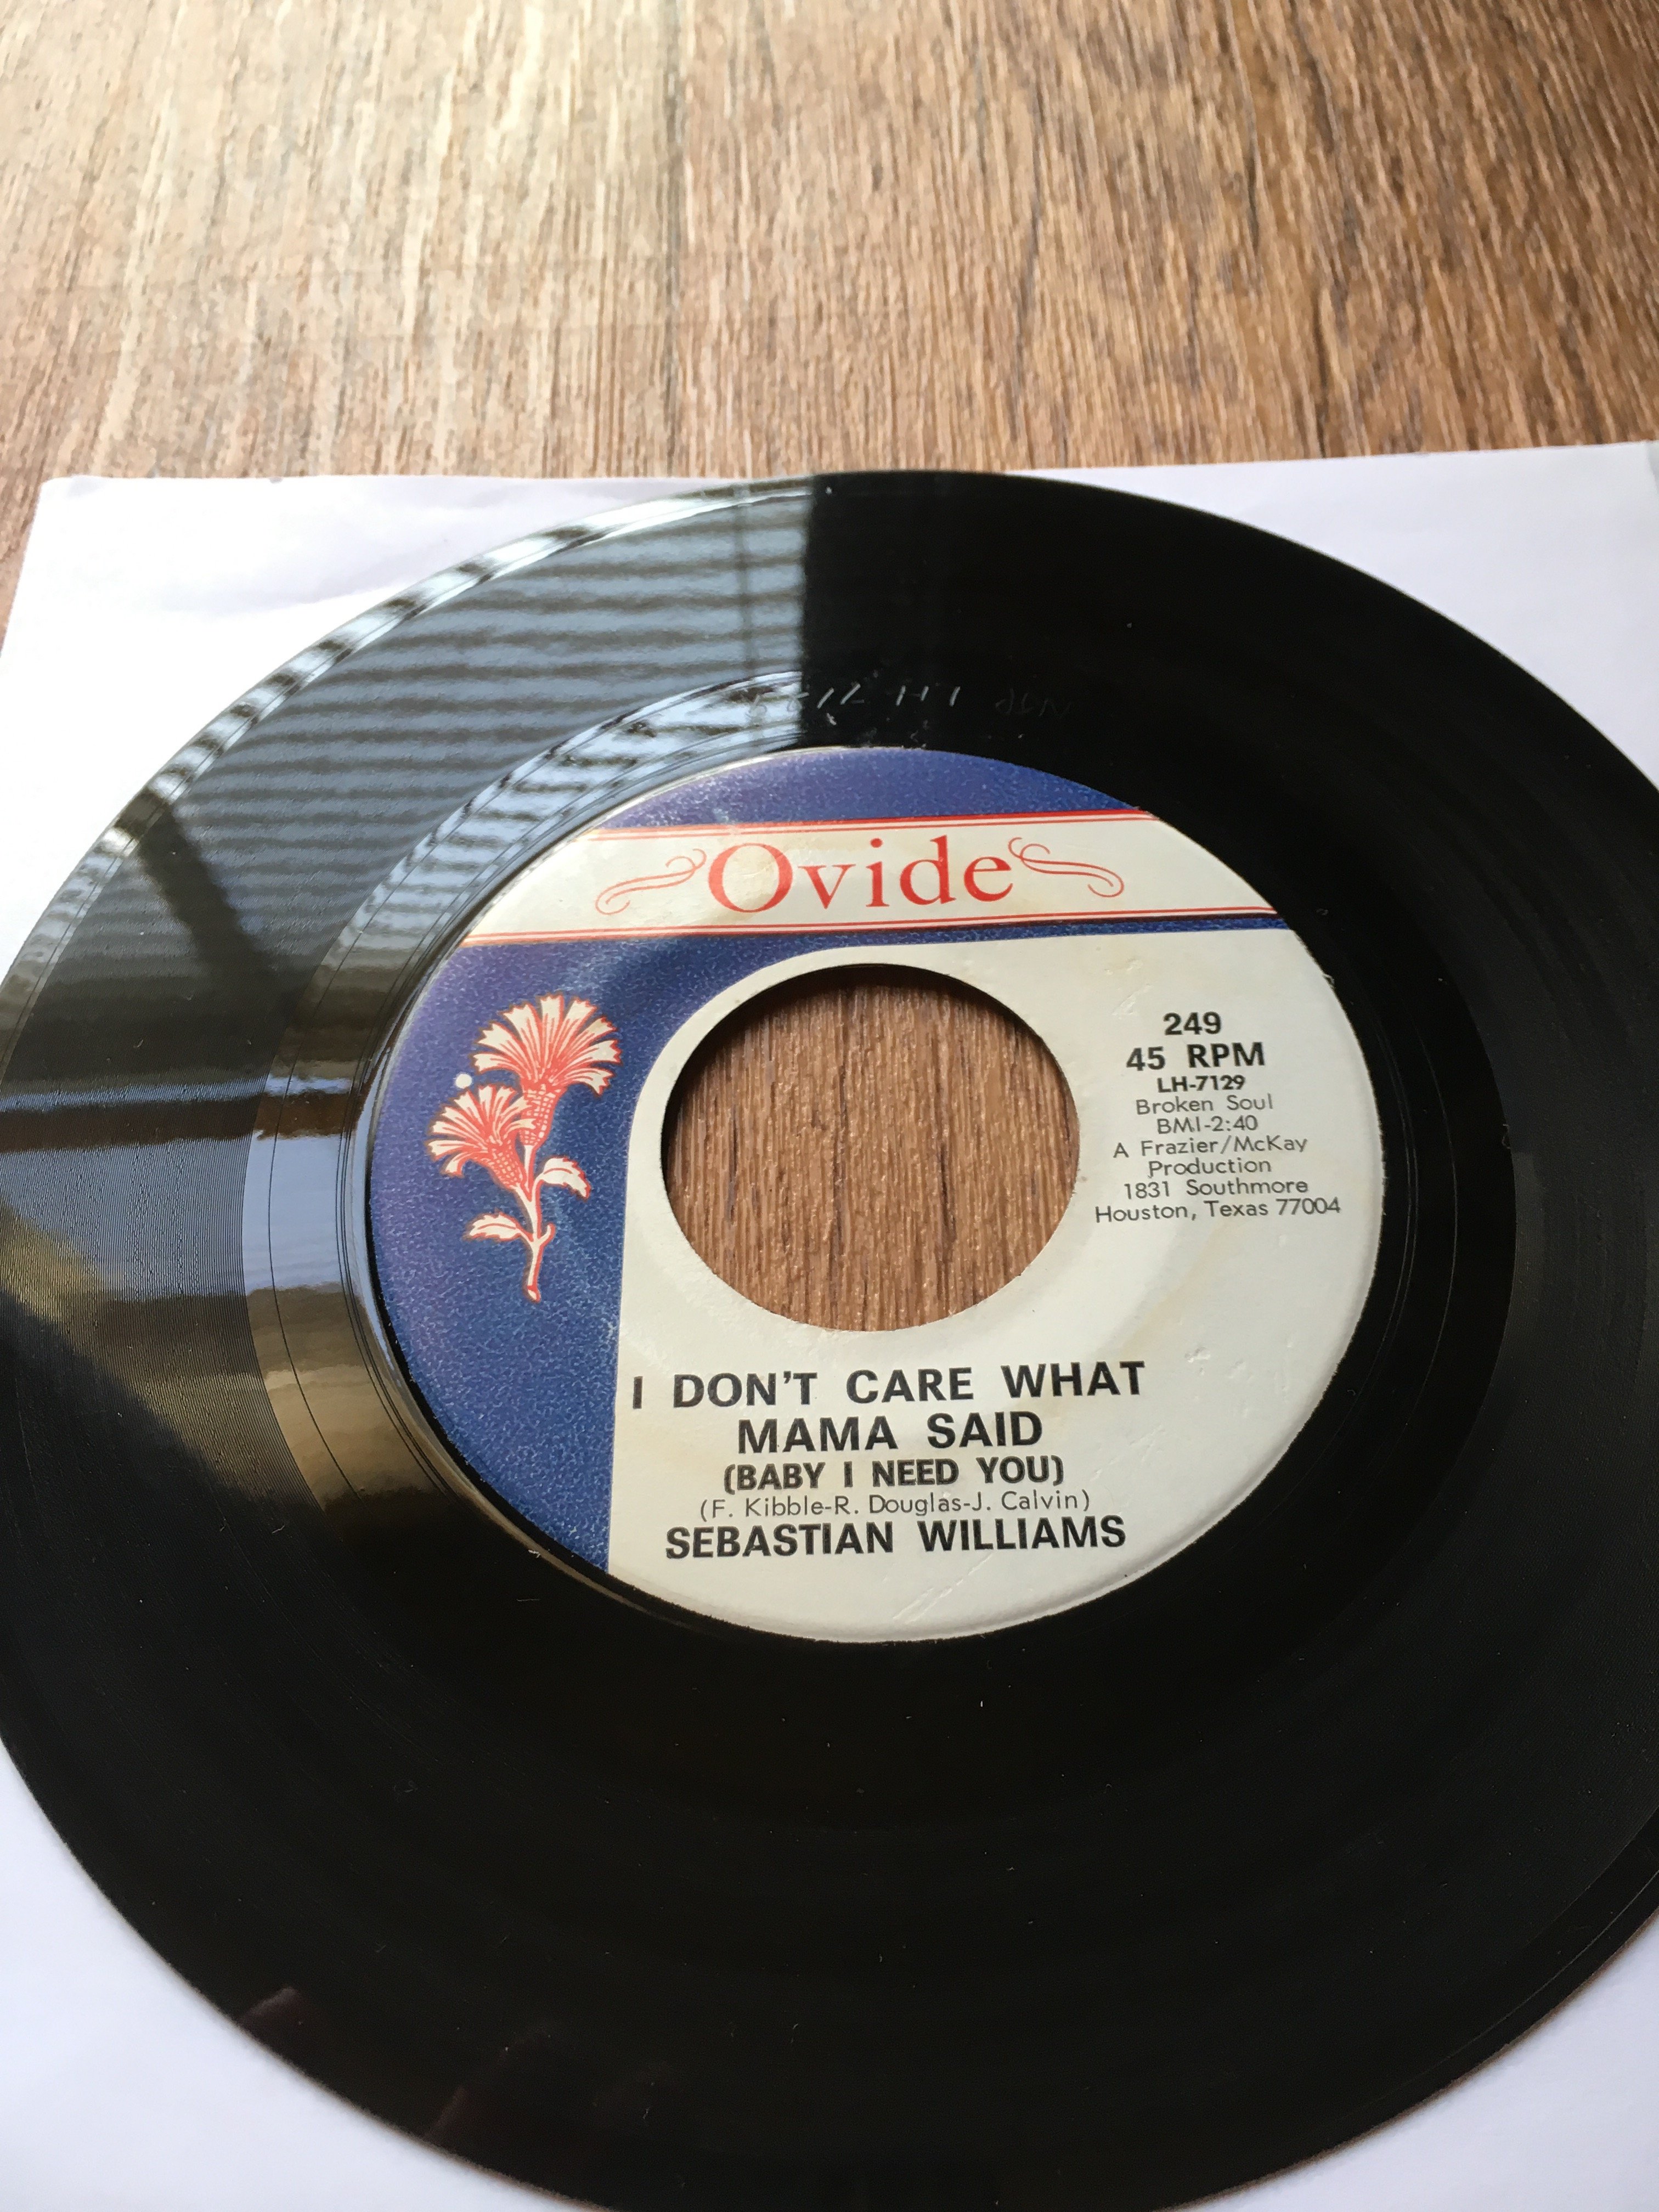 Ovide
249
45 RPM
LH-7129
Broken Soul
BMI-2:40
A Frazier/McKay
Production
1831 Southmore
Houston, Texas 77004
I DON'T CARE WHAT
MAMA SAID
(BABY I NEED YOU)
(F. Kibble-R. Douglas-J. Calvin)
SEBASTIAN WILLIAMS